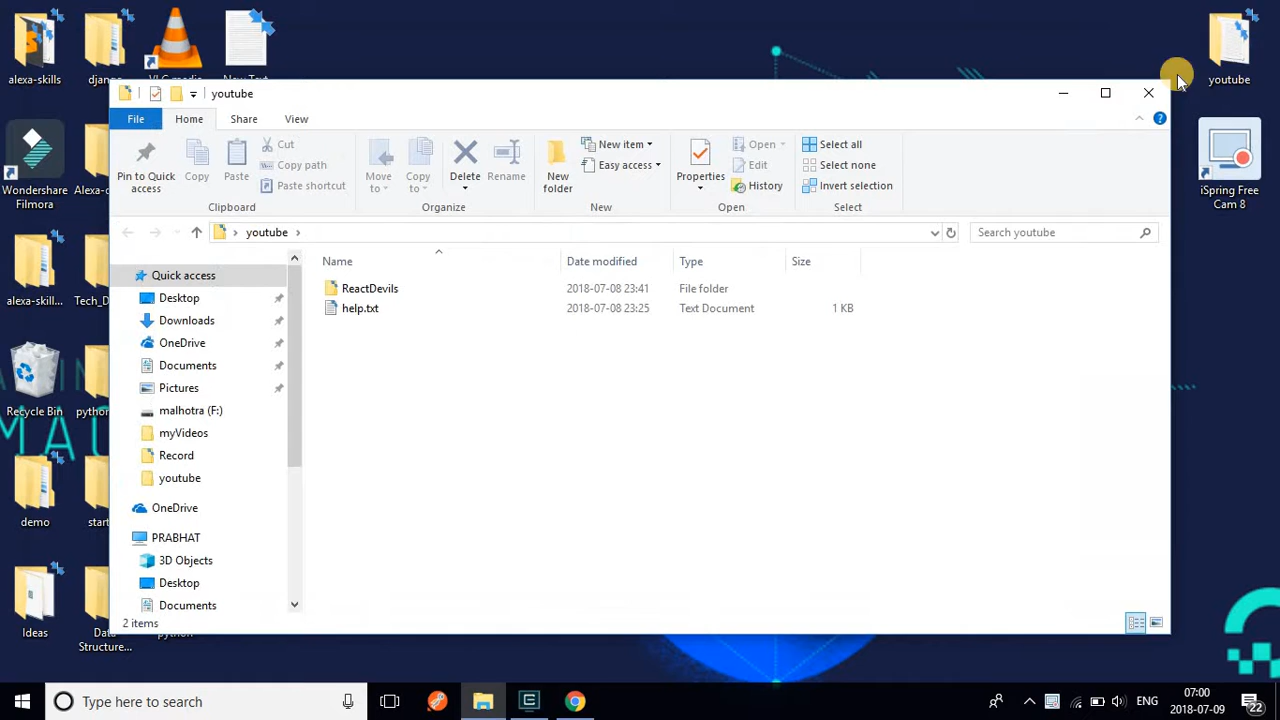 alexa-skills
djang
VLC media
New Text
youtube
youtube
File
Home
Share
View
Pin to Quick access
Copy
Paste
Cut
Copy path
Paste shortcut
Clipboard
Move to
Copy to
Delete
Rename
Organize
New folder
New item
Easy access
New
Properties
Open
Edit
History
Open
Select all
Select none
Invert selection
Select
Wondershare
Filmora
iSpring Free
Cam 8
youtube
Search youtube
Name
Date modified
Type
Size
ReactDevils 2018-07-08 23:41 File folder
help.txt 2018-07-08 23:25 Text Document 1 KB
Quick access
Desktop
Downloads
OneDrive
Documents
Pictures
malhotra (F:)
myVideos
Record
youtube
OneDrive
PRABHAT
3D Objects
Desktop
Documents
2 items
Alexa-c
alexa-skill...
Tech_D
Recycle Bin
python
MAC
demo
start
Ideas
Data
Structure...
python
Type here to search
ENG
07:00
2018-07-09
22